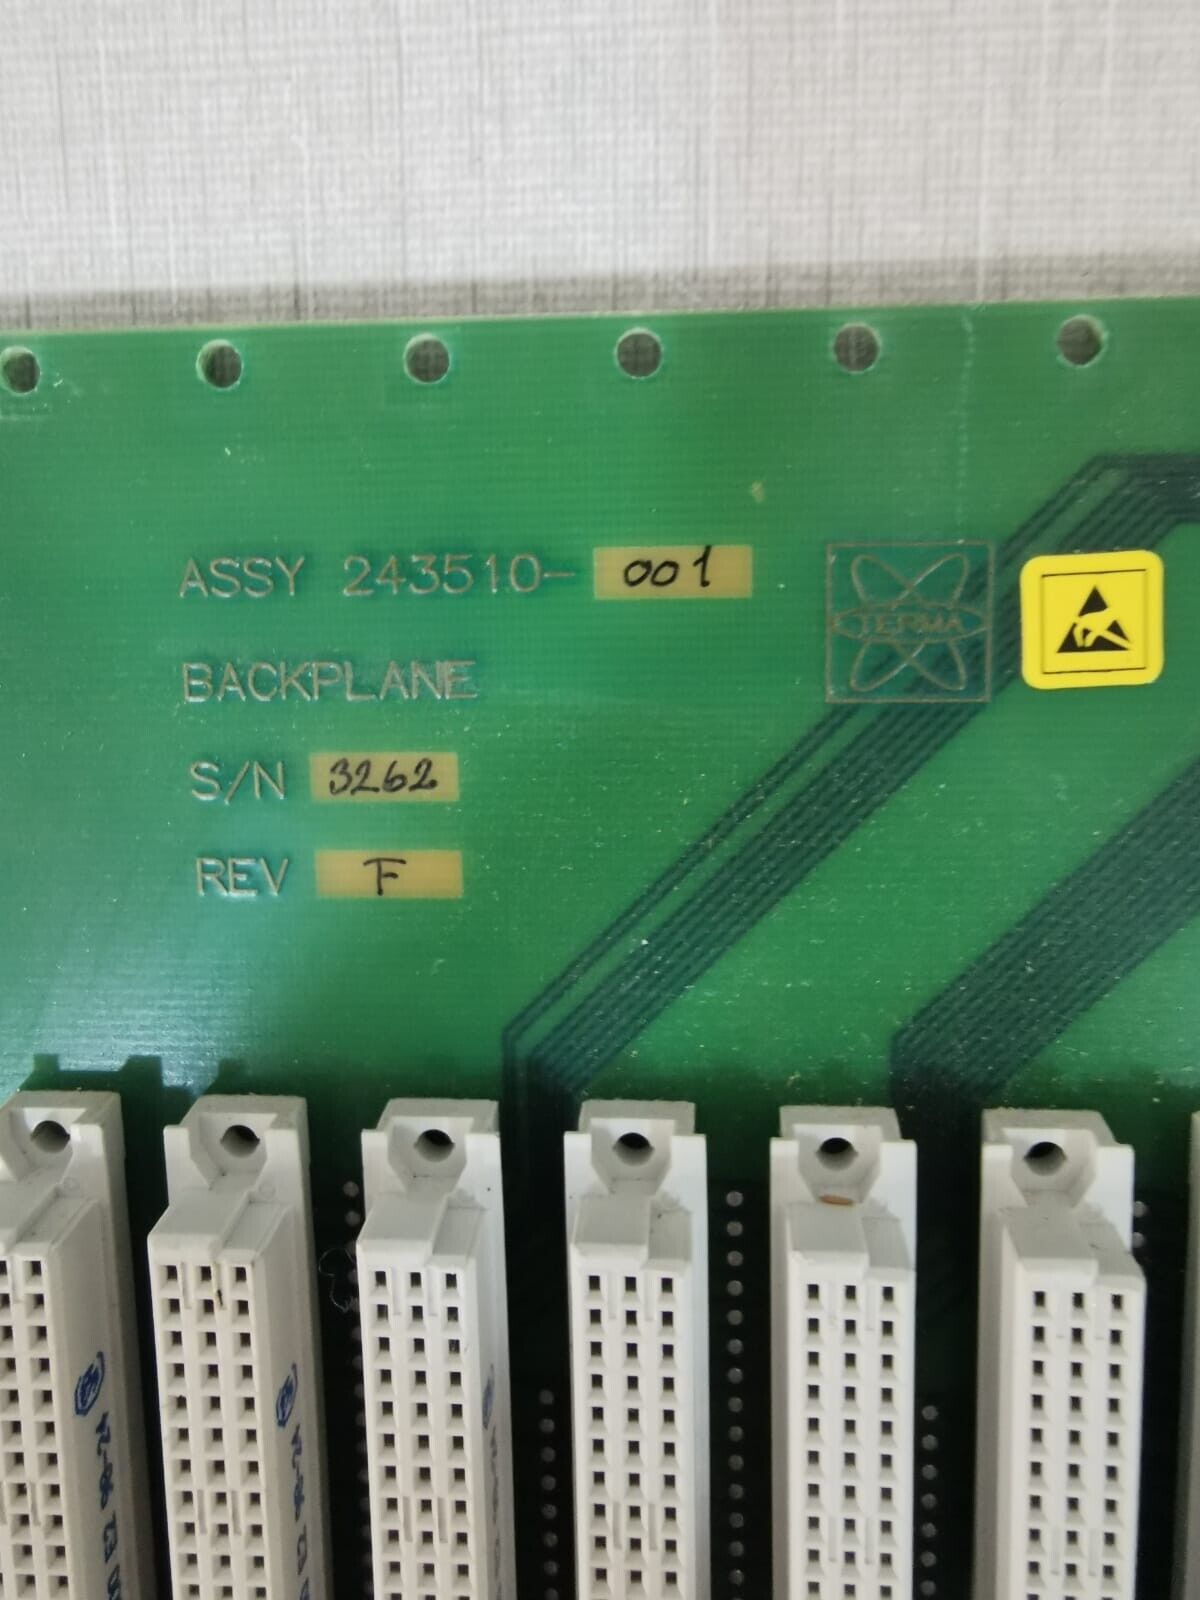 ASSY 243510-001
TERMA
BACKPLANE
S/N 3262
REV F